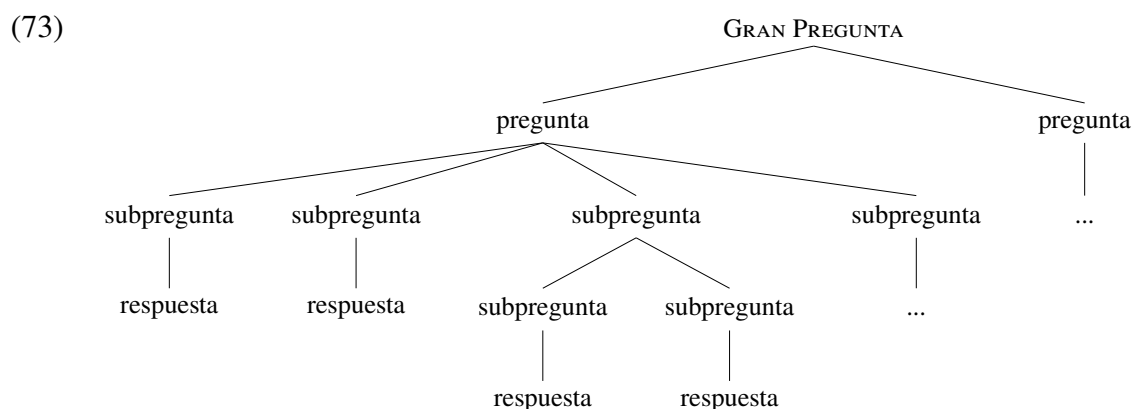 (73) GRAN PREGUNTA
pregunta pregunta
subpregunta subpregunta subpregunta subpregunta ...
respuesta respuesta subpregunta subpregunta ...
respuesta respuesta